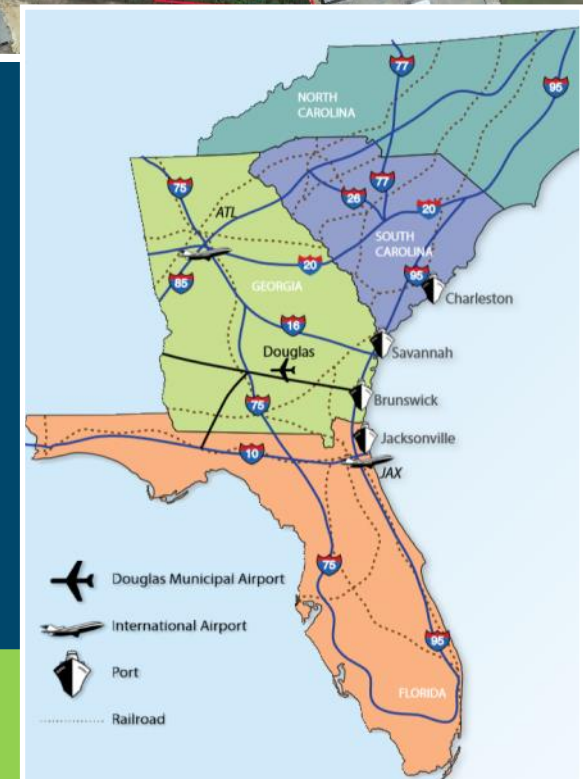 77
95
NORTH
CAROLINA
75
ATL
26
77
20
SOUTH
CAROLINA
85
20
95
GEORGIA
Charleston
16
Douglas
Savannah
75
Brunswick
Jacksonville
10
JAX
75
Douglas Municipal Airport
International Airport
95
Port
FLORIDA
Railroad